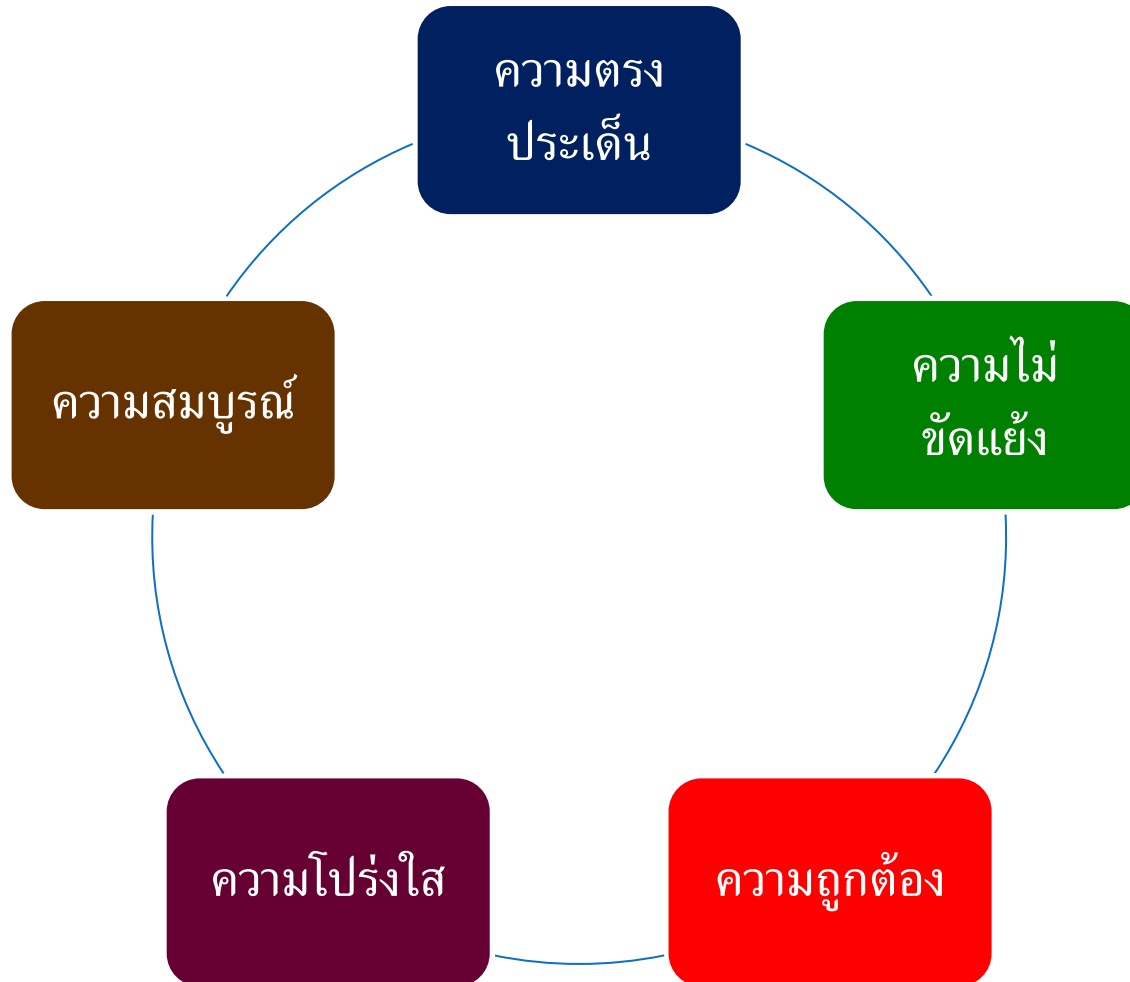 ความตรง
ประเด็น
ความไม่
ขัดแย้ง
ความถูกต้อง
ความโปร่งใส
ความสมบูรณ์